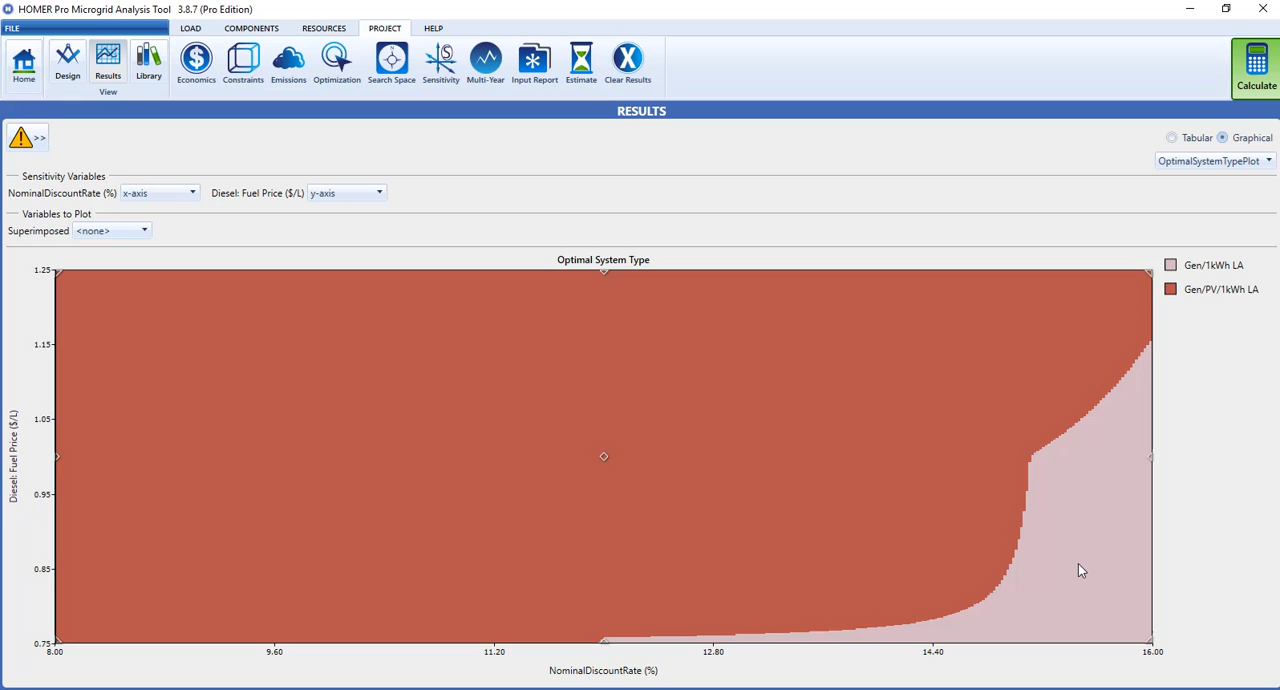 HOMER Pro Microgrid Analysis Tool 3.8.7 (Pro Edition)
FILE LOAD COMPONENTS RESOURCES PROJECT HELP
Home Design Results Library Economics Constraints Emissions Optimization Search Space Sensitivity Multi-Year Input Report Estimate Clear Results Calculate
View
RESULTS
>> Tabular Graphical
OptimalSystemTypePlot
Sensitivity Variables
NominalDiscountRate (%) x-axis Diesel: Fuel Price ($/L) y-axis
Variables to Plot
Superimposed <none>
Optimal System Type
Gen/1kWh LA
Gen/PV/1kWh LA
Diesel: Fuel Price ($/L)
1.25
1.15
1.05
0.95
0.85
0.75
8.00 9.60 11.20 12.80 14.40 16.00
NominalDiscountRate (%)